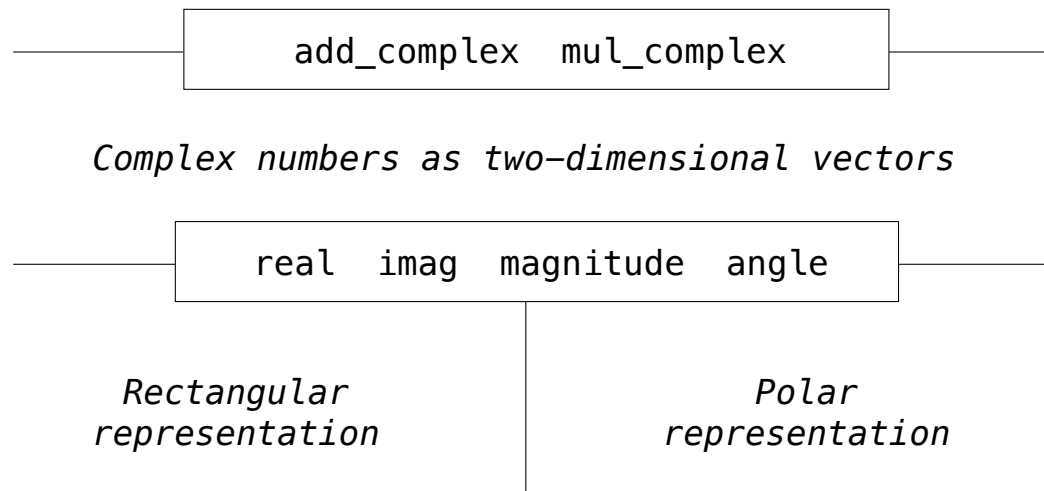 add_complex mul_complex
Complex numbers as two-dimensional vectors
real imag magnitude angle
Rectangular
representation
Polar
representation